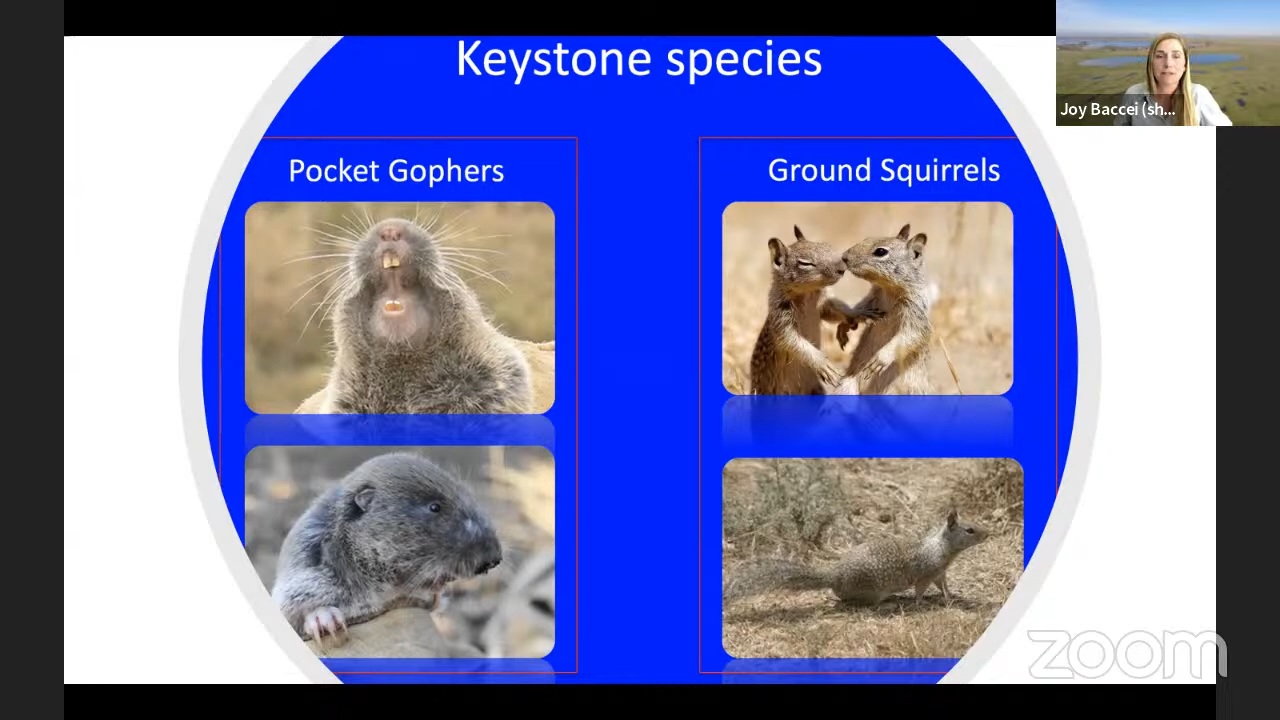 Keystone species
Joy Baccei (sh...
Pocket Gophers
Ground Squirrels
zoom